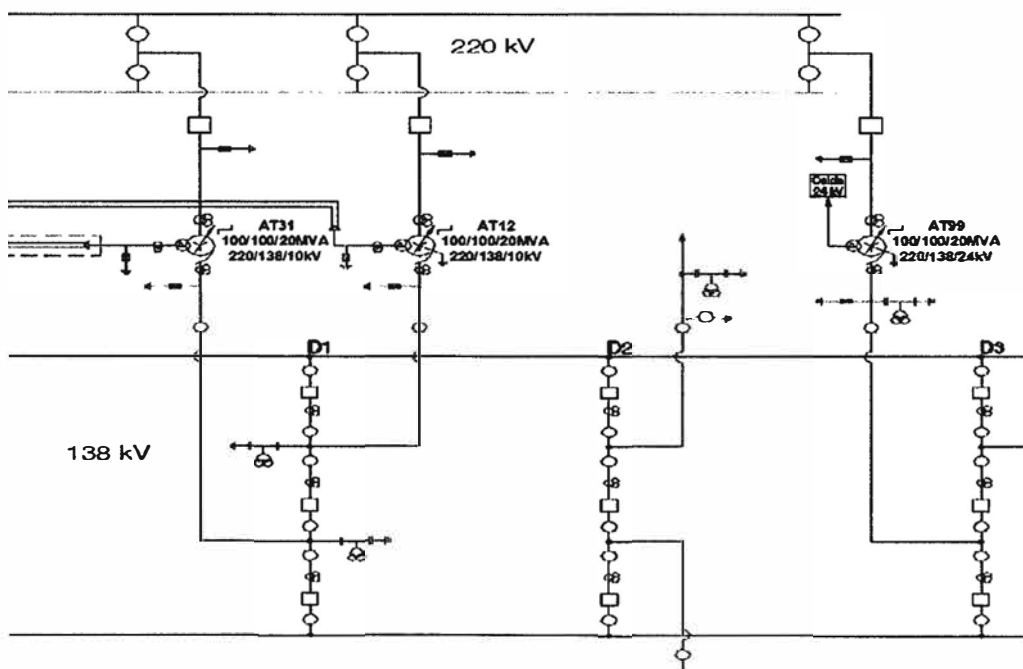 220 kV
Celda
24 kV
AT31
100/100/20MVA
220/138/10kV
AT12
100/100/20MVA
220/138/10kV
AT99
100/100/20MVA
220/138/24kV
D1
D2
D3
138 kV